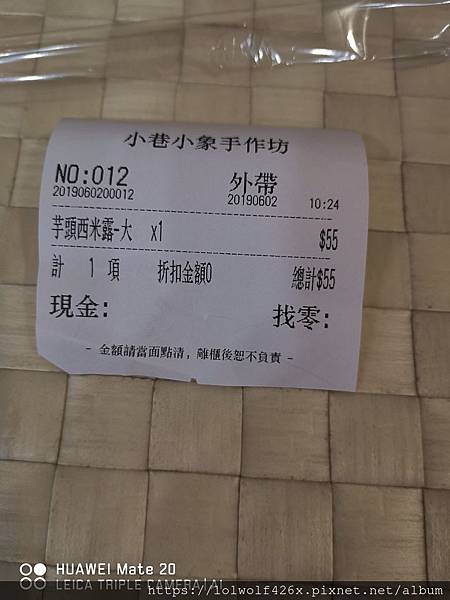 小巷小象手作坊
NO:012 外帶
2019060200012 20190602 10:24
芋頭西米露-大 x1 $55
計 1 項 折扣金額0 總計$55
現金: 找零:
- 金額請當面點清, 離櫃後恕不負責 -
HUAWEI Mate 20
LEICA TRIPLE CAMERA | AI
https://lolwolf426x.pixnet.net/album